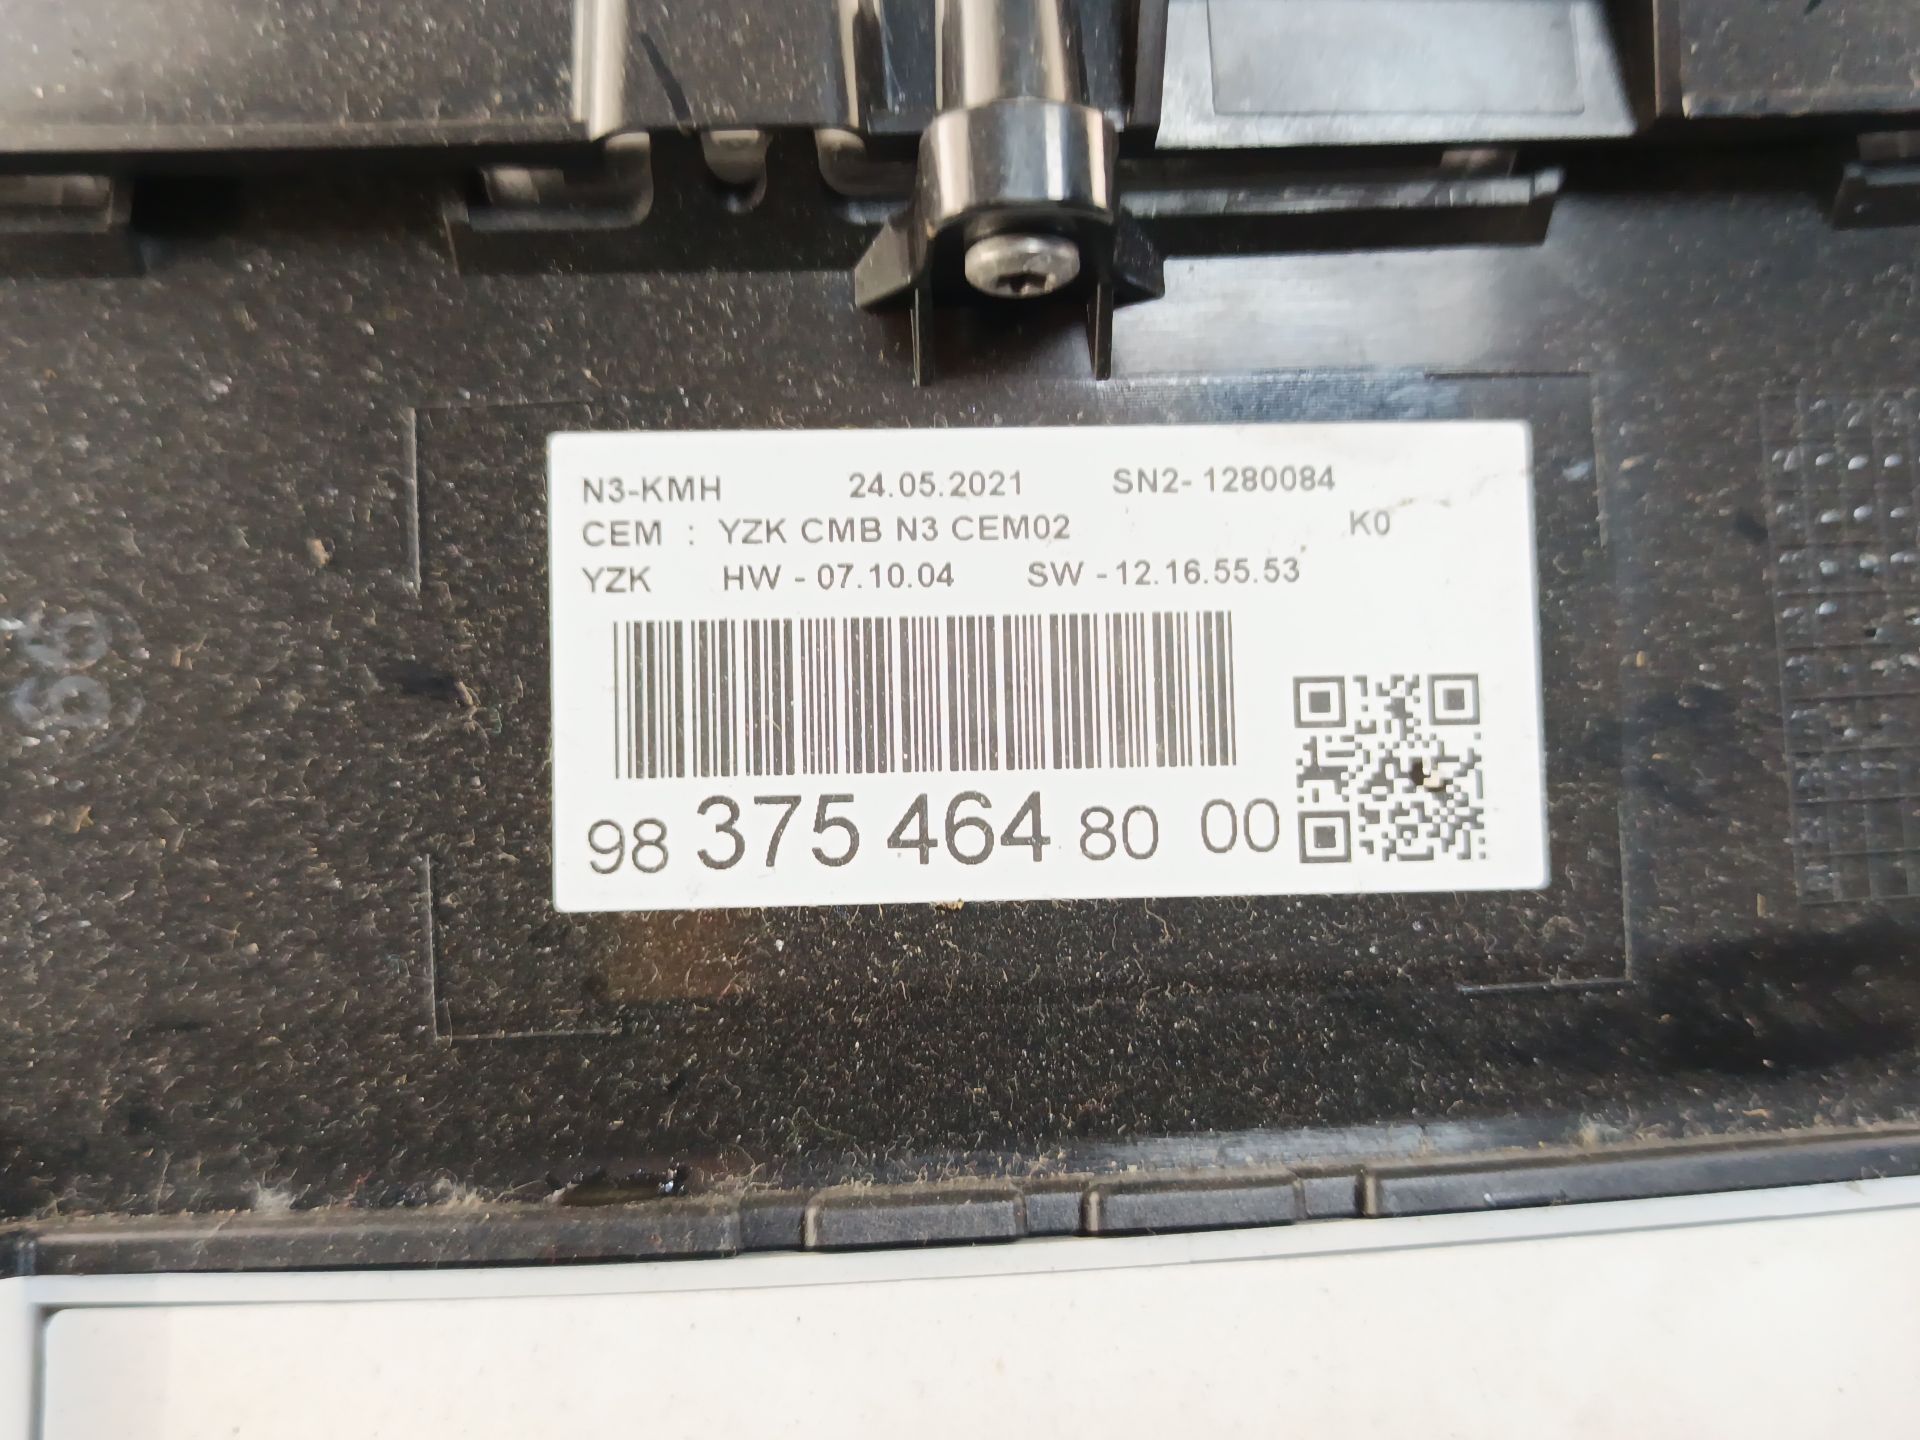 N3-KMH 24.05.2021 SN2- 1280084
CEM : YZK CMB N3 CEM02 K0
YZK HW - 07.10.04 SW -12.16.55.53
98 375 464 80 00